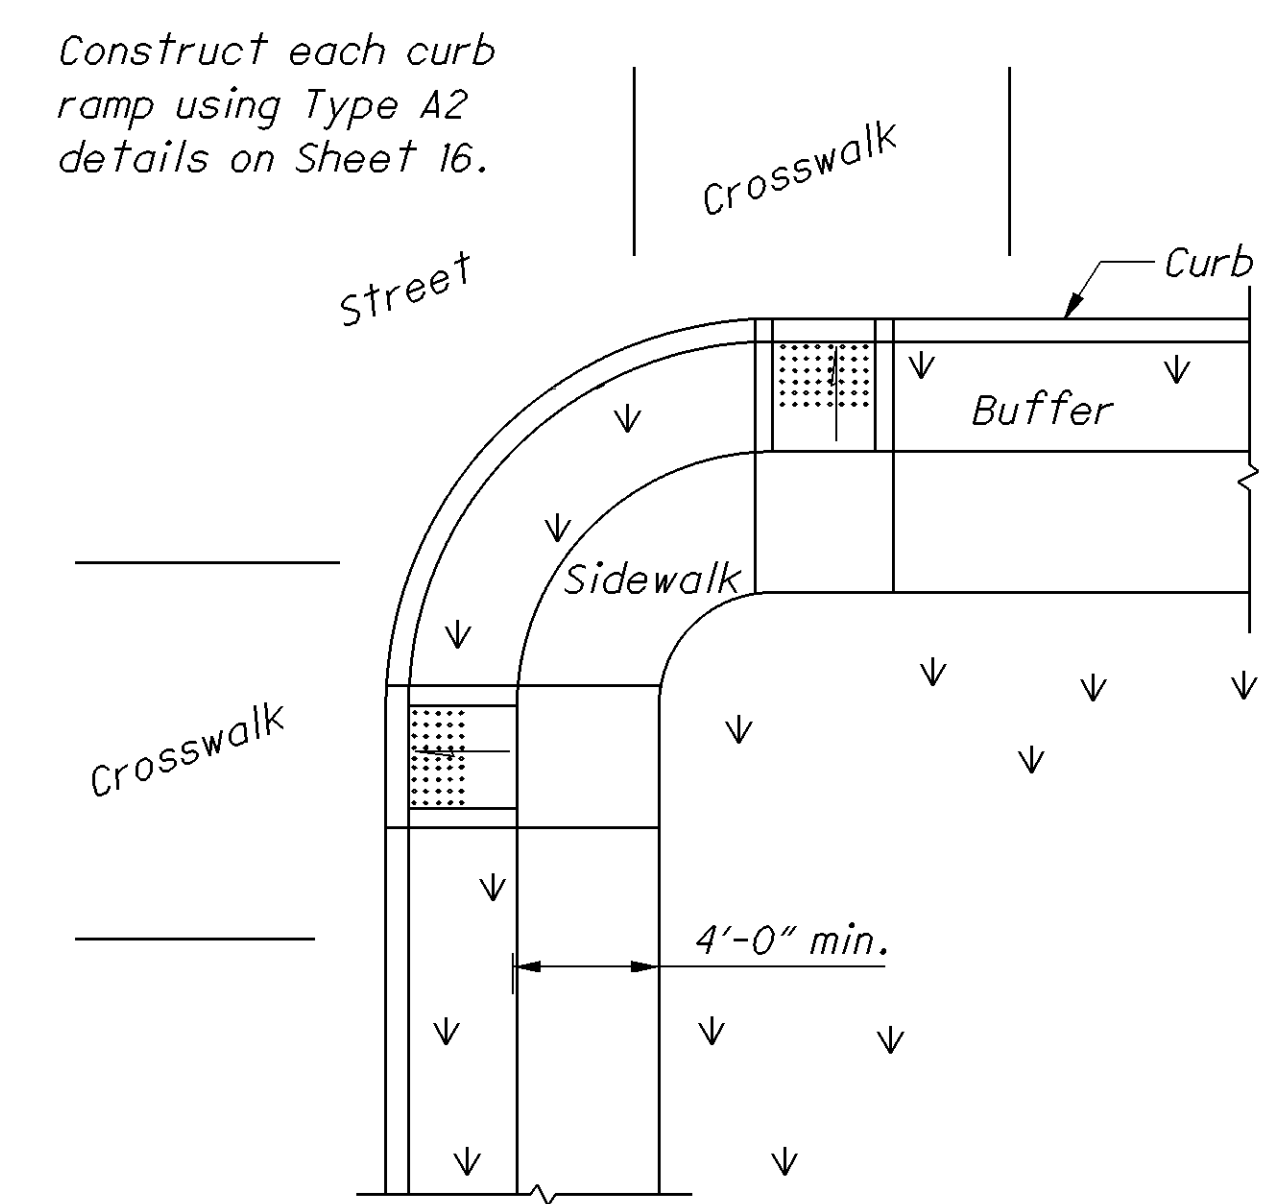 Construct each curb
ramp using Type A2
details on Sheet 16.
Crosswalk
Street
Curb
Buffer
Sidewalk
Crosswalk
4'-0" min.